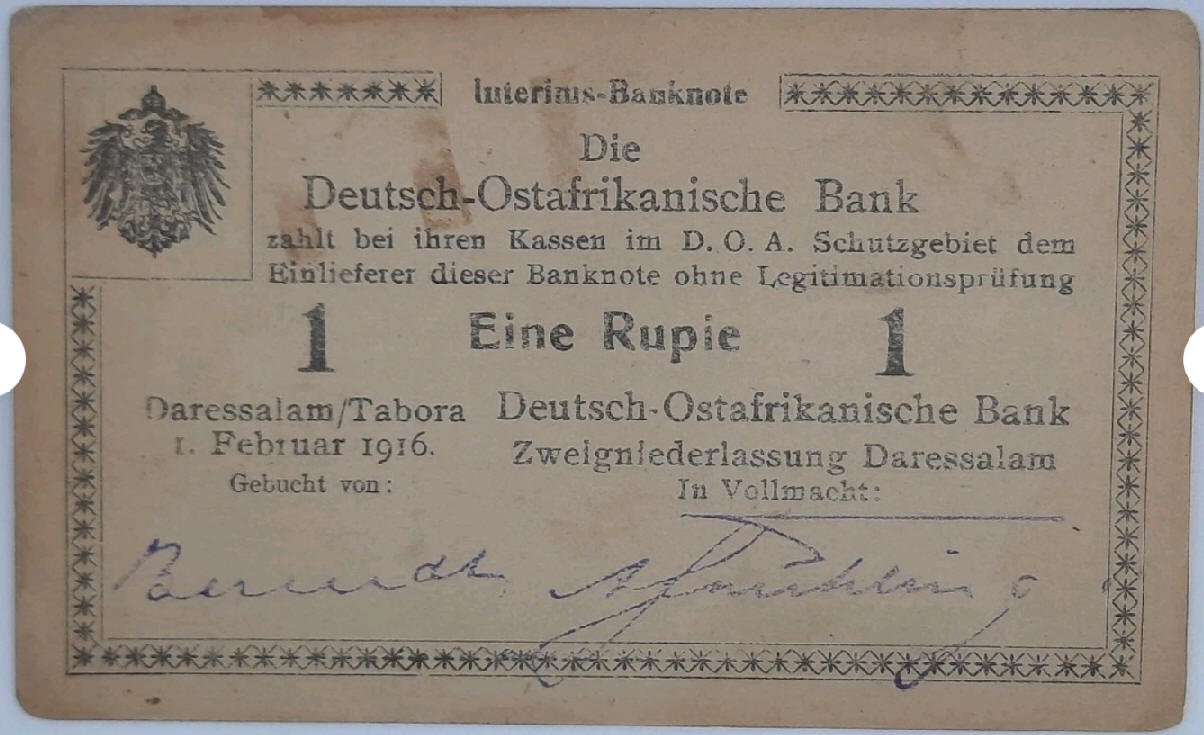 Interims-Banknote
Die
Deutsch-Ostafrikanische Bank
zahlt bei ihren Kassen im D. O. A. Schutzgebiet dem
Einlieferer dieser Banknote ohne Legitimationsprüfung
1 Eine Rupie 1
Daressalam/Tabora
1. Februar 1916.
Gebucht von:
Deutsch-Ostafrikanische Bank
Zweigniederlassung Daressalam
In Vollmacht: